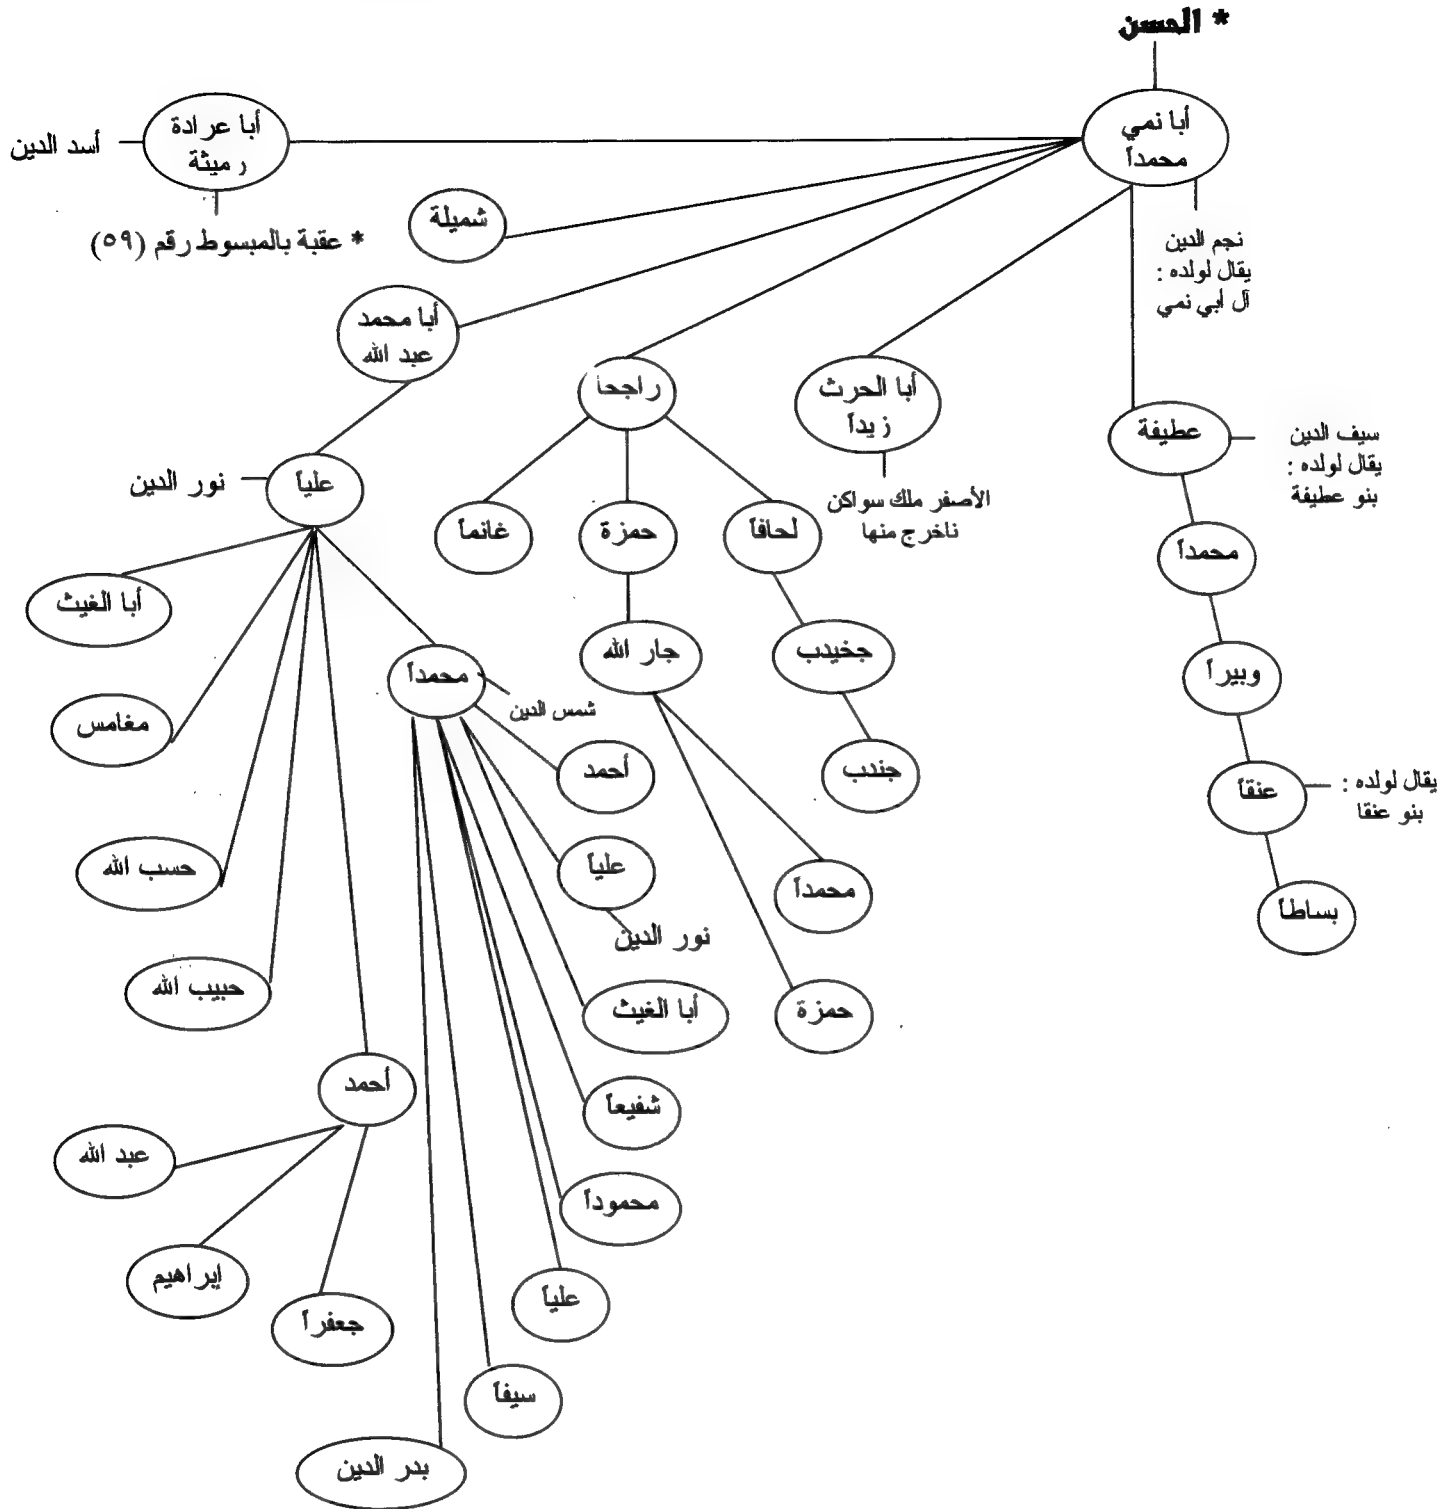 * الحسن
أبا نمي
محمداً
نجم الدين
يقال لولده :
آل أبي نمي
أبا عرادة
رميثة
أسد الدين
* عقبة بالمبسوط رقم (٥٩)
شميلة
أبا محمد
عبد الله
راجحاً
أبا الحرث
زيداً
الأصفر ملك سواكن
ناخرج منها
عطيفة
سيف الدين
يقال لولده :
بنو عطيفة
علياً
نور الدين
غانماً
حمزة
لحافاً
محمداً
أبا الغيث
جار الله
جخيدب
وبيراً
محمداً
شمس الدين
مغامس
أحمد
جندب
عنقاً
يقال لولده :
بنو عنقا
حسب الله
علياً
نور الدين
محمداً
بساطاً
حبيب الله
أبا الغيث
حمزة
أحمد
شفيعاً
عبد الله
محموداً
إبراهيم
جعفراً
علياً
سيفاً
بدر الدين